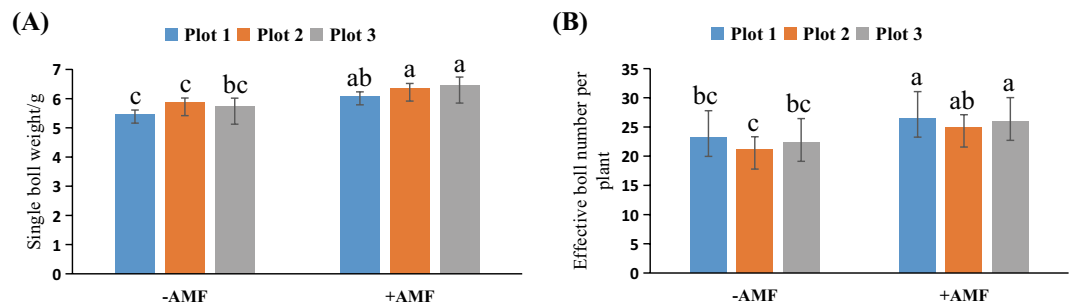 (A)
Plot 1 Plot 2 Plot 3
Single boll weight/g
7
6
5
4
3
2
1
0
c c bc ab a a
-AMF +AMF
(B)
Plot 1 Plot 2 Plot 3
Effective boll number per
plant
35
30
25
20
15
10
5
0
bc c bc a ab a
-AMF +AMF